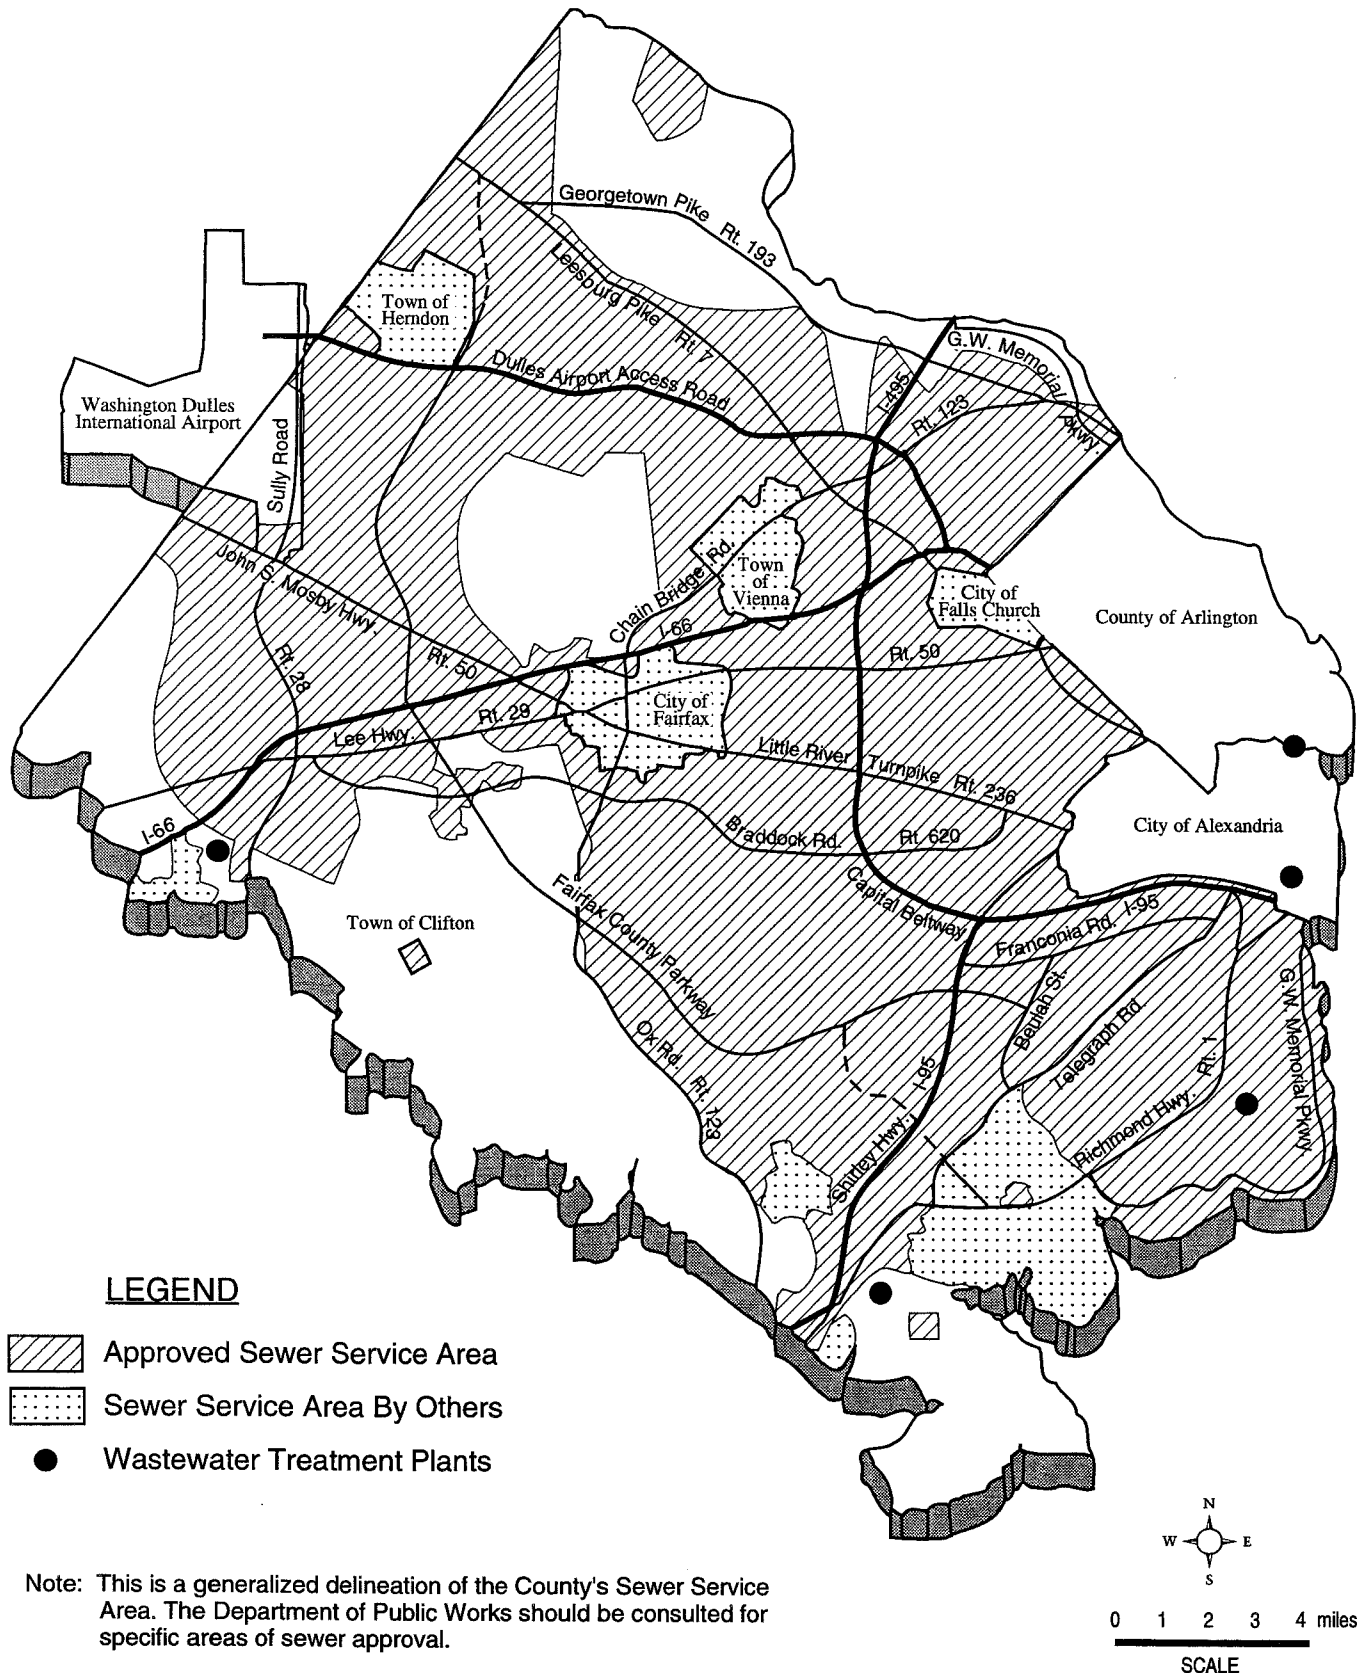 Georgetown Pike Rt. 193
Leesburg Pike Rt. 7
Town of
Herndon
G.W. Memorial Pkwy.
Dulles Airport Access Road
I-495
Rt. 123
Washington Dulles
International Airport
Sully Road
John S. Mosby Hwy. Rt. 50
Chain Bridge Rd.
Town
of
Vienna
City of
Falls Church
County of Arlington
I-66
Rt. 50
Rt. 28
City of
Fairfax
Lee Hwy. Rt. 29
Little River Turnpike Rt. 236
I-66
Braddock Rd. Rt. 620
City of Alexandria
Capital Beltway
Fairfax County Parkway
Town of Clifton
Franconia Rd.
I-95
Beulah St.
Telegraph Rd.
G.W. Memorial Pkwy
Ox Rd. Rt. 123
Shirley Hwy. I-95
Richmond Hwy. Rt. 1
LEGEND
Approved Sewer Service Area
Sewer Service Area By Others
Wastewater Treatment Plants
Note: This is a generalized delineation of the County's Sewer Service
Area. The Department of Public Works should be consulted for
specific areas of sewer approval.
N
W E
S
0 1 2 3 4 miles
SCALE